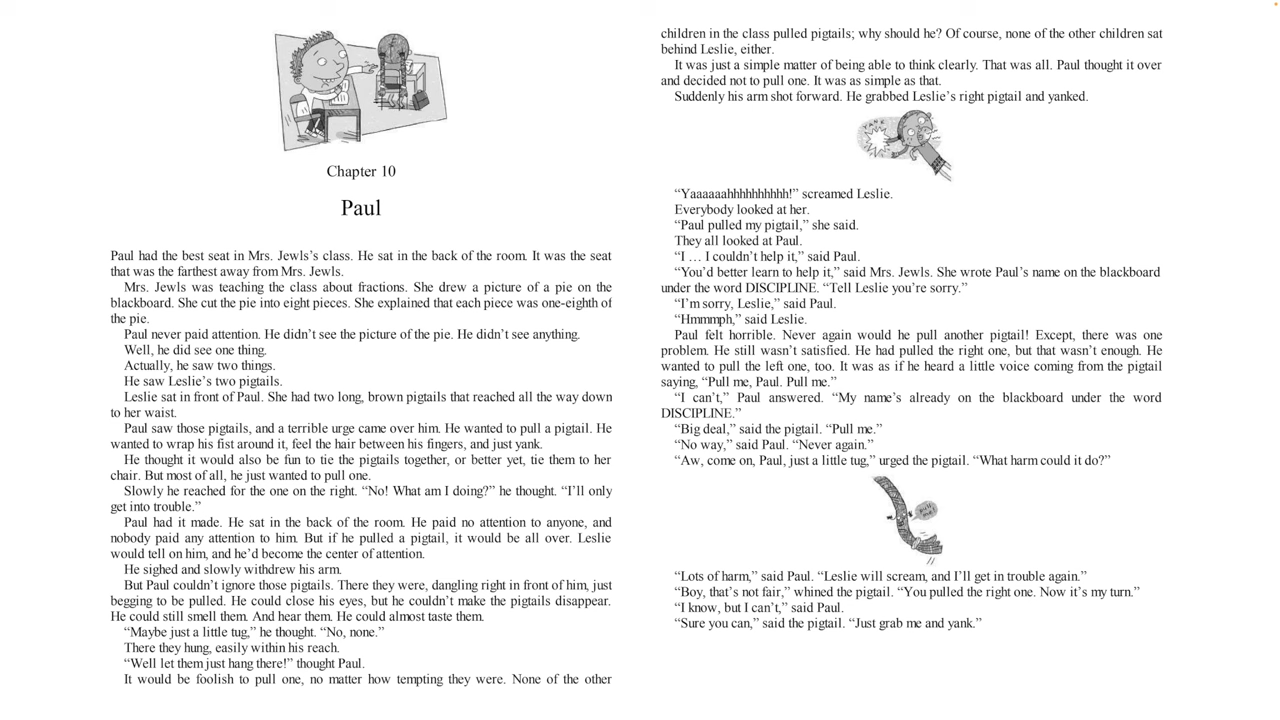 Chapter 10
Paul
Paul had the best seat in Mrs. Jewls’s class. He sat in the back of the room. It was the seat
that was the farthest away from Mrs. Jewls.
Mrs. Jewls was teaching the class about fractions. She drew a picture of a pie on the
blackboard. She cut the pie into eight pieces. She explained that each piece was one-eighth of
the pie.
Paul never paid attention. He didn’t see the picture of the pie. He didn’t see anything.
Well, he did see one thing.
Actually, he saw two things.
He saw Leslie’s two pigtails.
Leslie sat in front of Paul. She had two long, brown pigtails that reached all the way down
to her waist.
Paul saw those pigtails, and a terrible urge came over him. He wanted to pull a pigtail. He
wanted to wrap his fist around it, feel the hair between his fingers, and just yank.
He thought it would also be fun to tie the pigtails together, or better yet, tie them to her
chair. But most of all, he just wanted to pull one.
Slowly he reached for the one on the right. “No! What am I doing?” he thought. “I’ll only
get into trouble.”
Paul had it made. He sat in the back of the room. He paid no attention to anyone, and
nobody paid any attention to him. But if he pulled a pigtail, it would be all over. Leslie
would tell on him, and he’d become the center of attention.
He sighed and slowly withdrew his arm.
But Paul couldn’t ignore those pigtails. There they were, dangling right in front of him, just
begging to be pulled. He could close his eyes, but he couldn’t make the pigtails disappear.
He could still smell them. And hear them. He could almost taste them.
“Maybe just a little tug,” he thought. “No, none.”
There they hung, easily within his reach.
“Well let them just hang there!” thought Paul.
It would be foolish to pull one, no matter how tempting they were. None of the other
children in the class pulled pigtails; why should he? Of course, none of the other children sat
behind Leslie, either.
It was just a simple matter of being able to think clearly. That was all. Paul thought it over
and decided not to pull one. It was as simple as that.
Suddenly his arm shot forward. He grabbed Leslie’s right pigtail and yanked.
YANK
“Yaaaaaahhhhhhhhhh!” screamed Leslie.
Everybody looked at her.
“Paul pulled my pigtail,” she said.
They all looked at Paul.
“I … I couldn’t help it,” said Paul.
“You’d better learn to help it,” said Mrs. Jewls. She wrote Paul’s name on the blackboard
under the word DISCIPLINE. “Tell Leslie you’re sorry.”
“I’m sorry, Leslie,” said Paul.
“Hmmmph,” said Leslie.
Paul felt horrible. Never again would he pull another pigtail! Except, there was one
problem. He still wasn’t satisfied. He had pulled the right one, but that wasn’t enough. He
wanted to pull the left one, too. It was as if he heard a little voice coming from the pigtail
saying, “Pull me, Paul. Pull me.”
“I can’t,” Paul answered. “My name’s already on the blackboard under the word
DISCIPLINE.”
“Big deal,” said the pigtail. “Pull me.”
“No way,” said Paul. “Never again.”
“Aw, come on, Paul, just a little tug,” urged the pigtail. “What harm could it do?”
PULL ME!
“Lots of harm,” said Paul. “Leslie will scream, and I’ll get in trouble again.”
“Boy, that’s not fair,” whined the pigtail. “You pulled the right one. Now it’s my turn.”
“I know, but I can’t,” said Paul.
“Sure you can,” said the pigtail. “Just grab me and yank.”